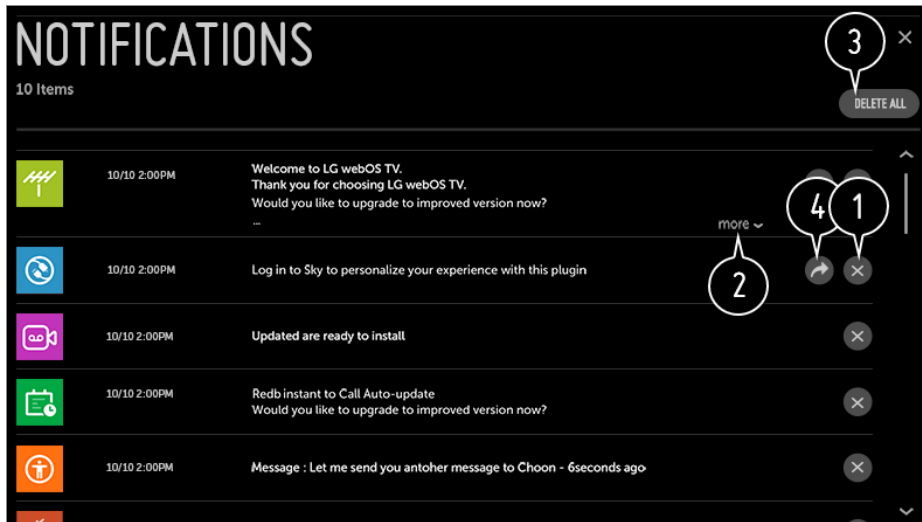 NOTIFICATIONS
10 Items
3
DELETE ALL
10/10 2:00PM
Welcome to LG webOS TV.
Thank you for choosing LG webOS TV.
Would you like to upgrade to improved version now?
...
more
4
1
10/10 2:00PM
Log in to Sky to personalize your experience with this plugin
2
10/10 2:00PM
Updated are ready to install
10/10 2:00PM
Redb instant to Call Auto-update
Would you like to upgrade to improved version now?
10/10 2:00PM
Message : Let me send you antoher message to Choon - 6seconds ago